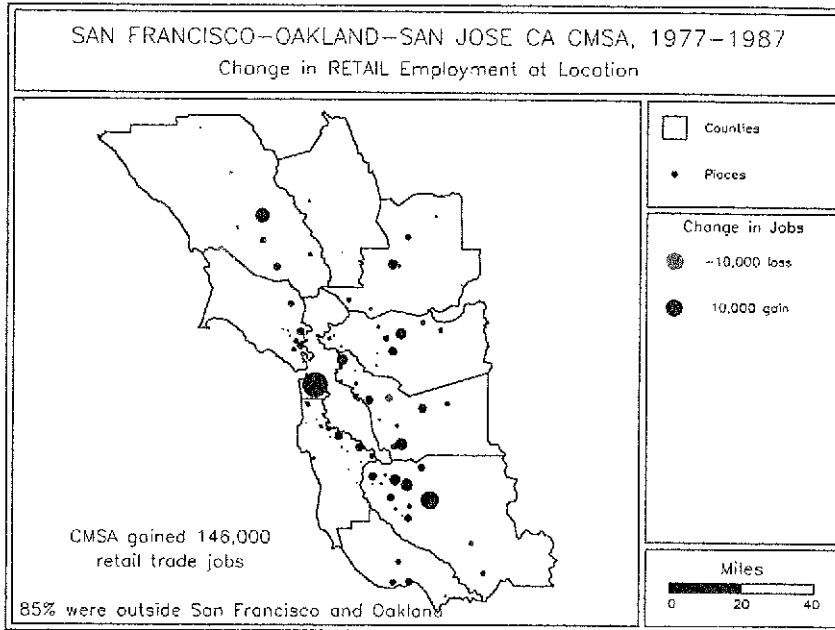 SAN FRANCISCO-OAKLAND-SAN JOSE CA CMSA, 1977-1987
Change in RETAIL Employment at Location
Counties
Places
Change in Jobs
-10,000 loss
10,000 gain
CMSA gained 146,000
retail trade jobs
85% were outside San Francisco and Oakland
Miles
0 20 40